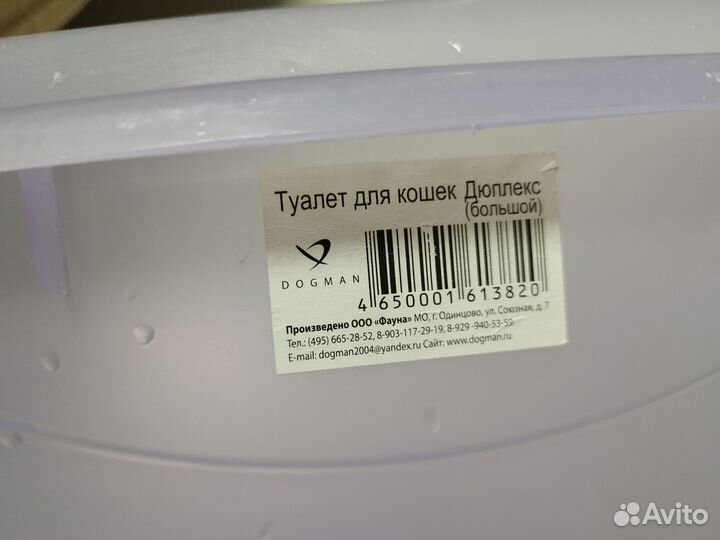 Туалет для кошек Дюплекс
(большой)
DOGMAN
4 650001 613820
Произведено ООО «Фауна» МО, г. Одинцово, ул. Союзная, д. 7
Тел.: (495) 665-28-52, 8-903-117-29-19, 8-929 -940-53-59
E-mail: dogman2004@yandex.ru Сайт: www.dogman.ru
Avito